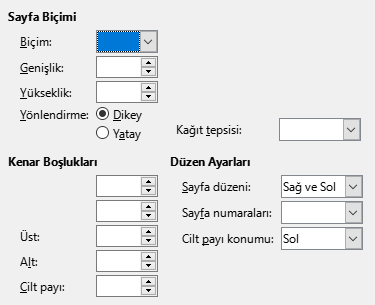 Sayfa Biçimi
Biçim:
Genişlik:
Yükseklik:
Yönlendirme: Dikey
Yatay
Kağıt tepsisi:
Kenar Boşlukları
Düzen Ayarları
Sayfa düzeni: Sağ ve Sol
Sayfa numaraları:
Üst:
Cilt payı konumu: Sol
Alt:
Cilt payı: